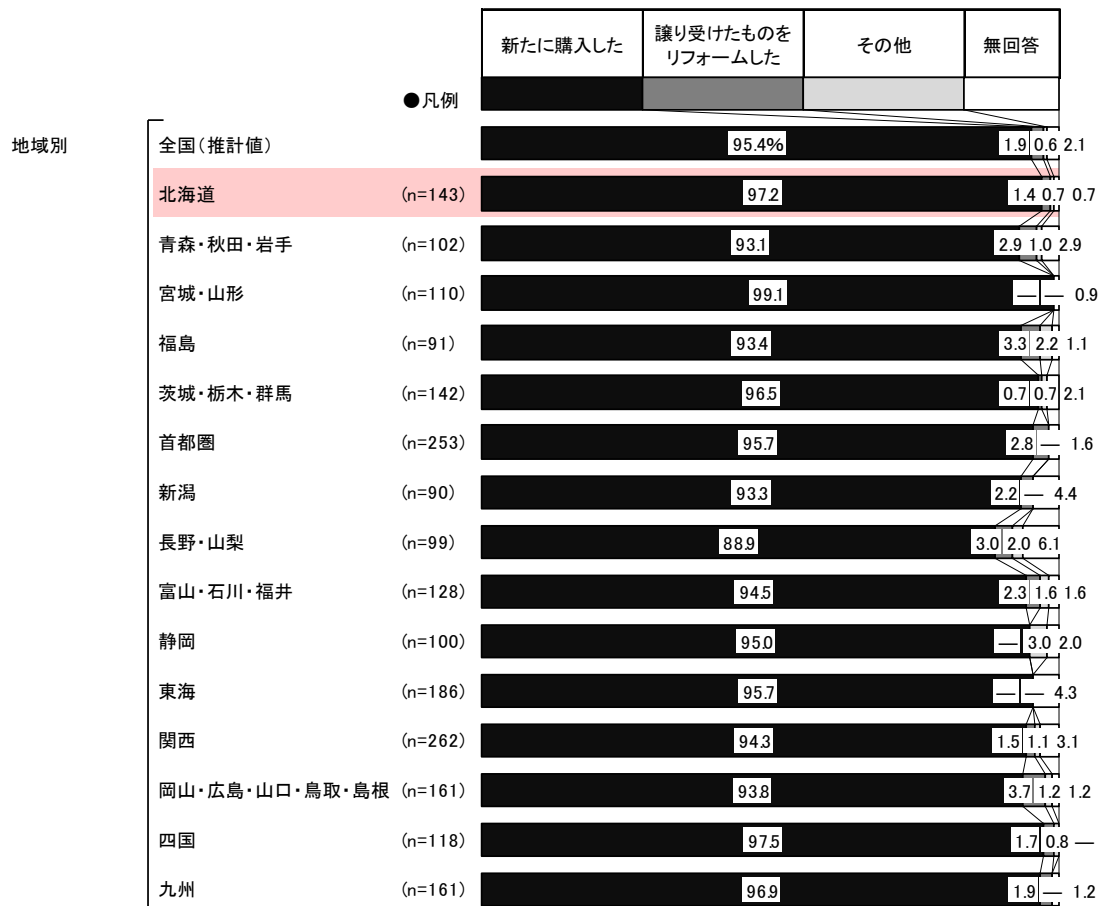 新たに購入した 譲り受けたものを その他 無回答
リフォームした
●凡例
地域別 全国(推計値) 95.4% 1.9 0.6 2.1
北海道 (n=143) 97.2 1.4 0.7 0.7
青森・秋田・岩手 (n=102) 93.1 2.9 1.0 2.9
宮城・山形 (n=110) 99.1 — — 0.9
福島 (n=91) 93.4 3.3 2.2 1.1
茨城・栃木・群馬 (n=142) 96.5 0.7 0.7 2.1
首都圏 (n=253) 95.7 2.8 — 1.6
新潟 (n=90) 93.3 2.2 — 4.4
長野・山梨 (n=99) 88.9 3.0 2.0 6.1
富山・石川・福井 (n=128) 94.5 2.3 1.6 1.6
静岡 (n=100) 95.0 — 3.0 2.0
東海 (n=186) 95.7 — — 4.3
関西 (n=262) 94.3 1.5 1.1 3.1
岡山・広島・山口・鳥取・島根 (n=161) 93.8 3.7 1.2 1.2
四国 (n=118) 97.5 1.7 0.8 —
九州 (n=161) 96.9 1.9 — 1.2